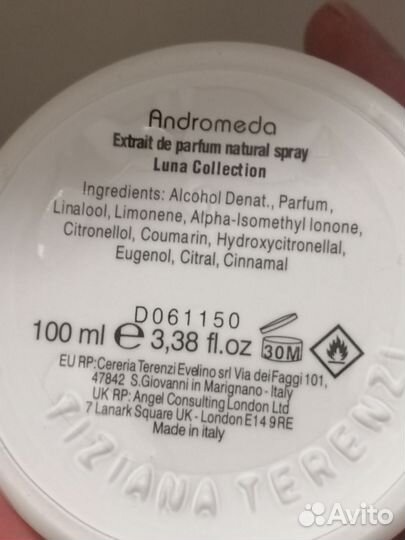 Andromeda
Extrait de parfum natural spray
Luna Collection
Ingredients: Alcohol Denat., Parfum,
Linalool, Limonene, Alpha-Isomethyl Ionone,
Citronellol, Coumarin, Hydroxycitronellal,
Eugenol, Citral, Cinnamal
D061150
100 ml ℮ 3,38 fl.oz 30M
EU RP:Cereria Terenzi Evelino srl Via dei Faggi 101,
47842 S.Giovanni in Marignano - Italy
UK RP: Angel Consulting London Ltd
7 Lanark Square UK - London E14 9RE
Made in italy
TIZIANA TERENZI
Avito